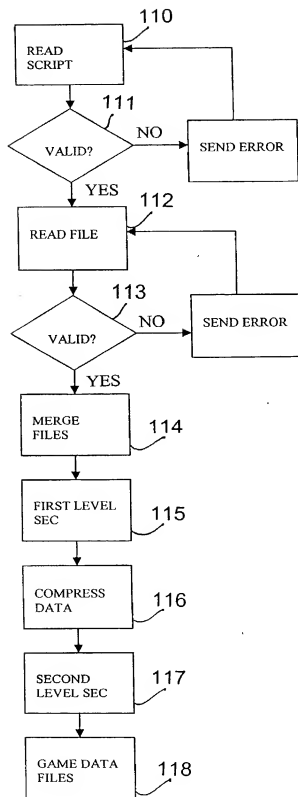 110
READ
SCRIPT
111
VALID?
NO
SEND ERROR
YES
112
READ FILE
113
VALID?
NO
SEND ERROR
YES
MERGE
FILES
114
FIRST LEVEL
SEC
115
COMPRESS
DATA
116
SECOND
LEVEL SEC
117
GAME DATA
FILES
118